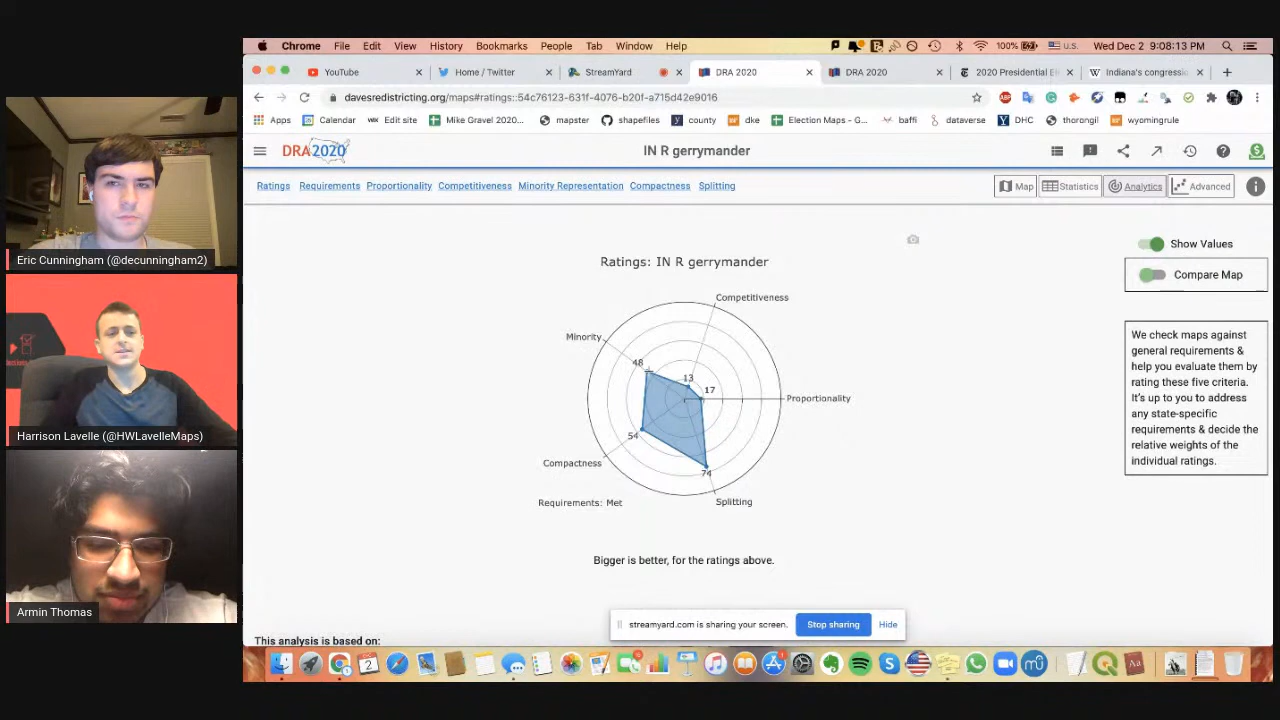 Eric Cunningham (@decunningham2)
Harrison Lavelle (@HWLavelleMaps)
Armin Thomas
Chrome File Edit View History Bookmarks People Tab Window Help
100% U.S. Wed Dec 2 9:08:13 PM
YouTube
Home / Twitter
StreamYard
DRA 2020
DRA 2020
2020 Presidential El
Indiana's congressio
davesredistricting.org/maps#ratings::54c76123-631f-4076-b20f-a715d42e9016
Apps
Calendar
Edit site
Mike Gravel 2020...
mapster
shapefiles
county
dke
Election Maps - G...
baffi
dataverse
DHC
thorongil
wyomingrule
DRA2020
IN R gerrymander
Ratings Requirements Proportionality Competitiveness Minority Representation Compactness Splitting
Map Statistics Analytics Advanced
Show Values
Compare Map
Ratings: IN R gerrymander
Competitiveness
Minority
48
13
17
Proportionality
54
Compactness
74
Splitting
Requirements: Met
Bigger is better, for the ratings above.
We check maps against
general requirements &
help you evaluate them by
rating these five criteria.
It's up to you to address
any state-specific
requirements & decide the
relative weights of the
individual ratings.
streamyard.com is sharing your screen. Stop sharing Hide
This analysis is based on: